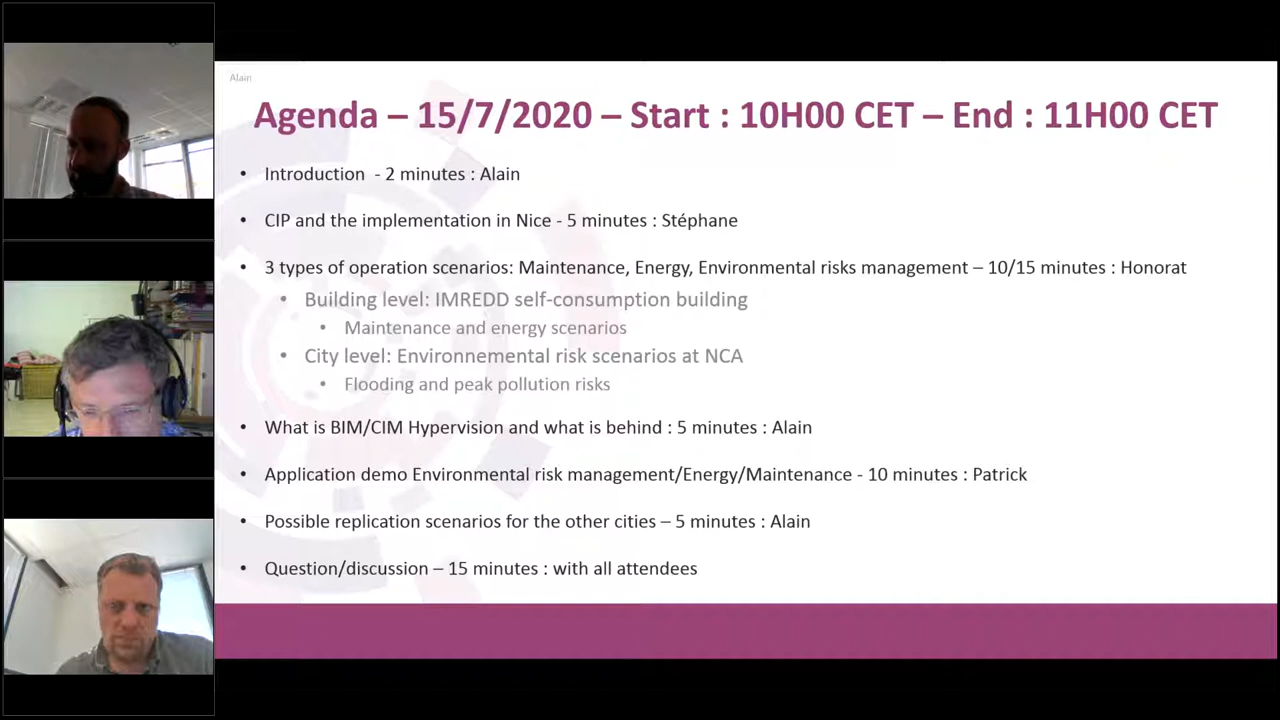 Alain
Agenda – 15/7/2020 – Start : 10H00 CET – End : 11H00 CET
• Introduction - 2 minutes : Alain
• CIP and the implementation in Nice - 5 minutes : Stéphane
• 3 types of operation scenarios: Maintenance, Energy, Environmental risks management – 10/15 minutes : Honorat
• Building level: IMREDD self-consumption building
• Maintenance and energy scenarios
• City level: Environnemental risk scenarios at NCA
• Flooding and peak pollution risks
• What is BIM/CIM Hypervision and what is behind : 5 minutes : Alain
• Application demo Environmental risk management/Energy/Maintenance - 10 minutes : Patrick
• Possible replication scenarios for the other cities – 5 minutes : Alain
• Question/discussion – 15 minutes : with all attendees